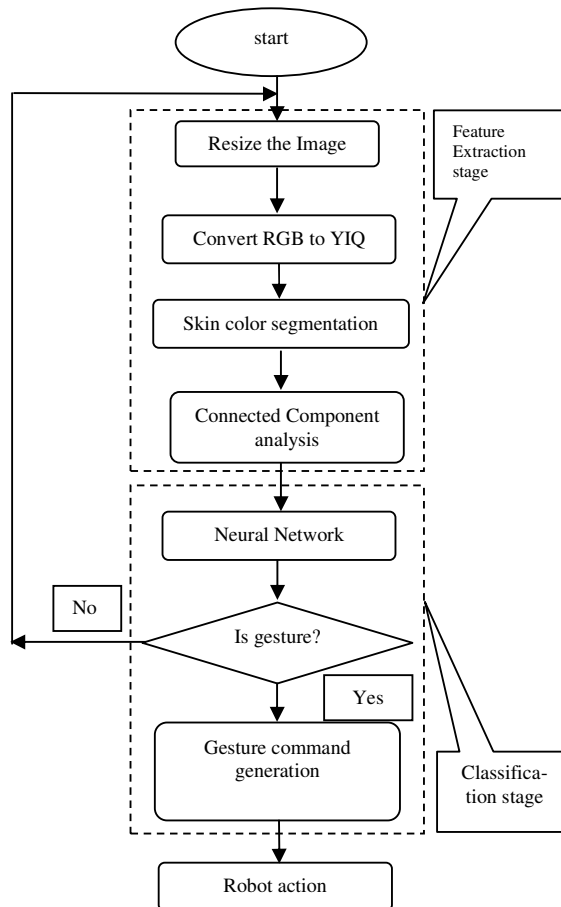 start
Resize the Image
Feature
Extraction
stage
Convert RGB to YIQ
Skin color segmentation
Connected Component
analysis
Neural Network
No
Is gesture?
Yes
Gesture command
generation
Classifica-
tion stage
Robot action